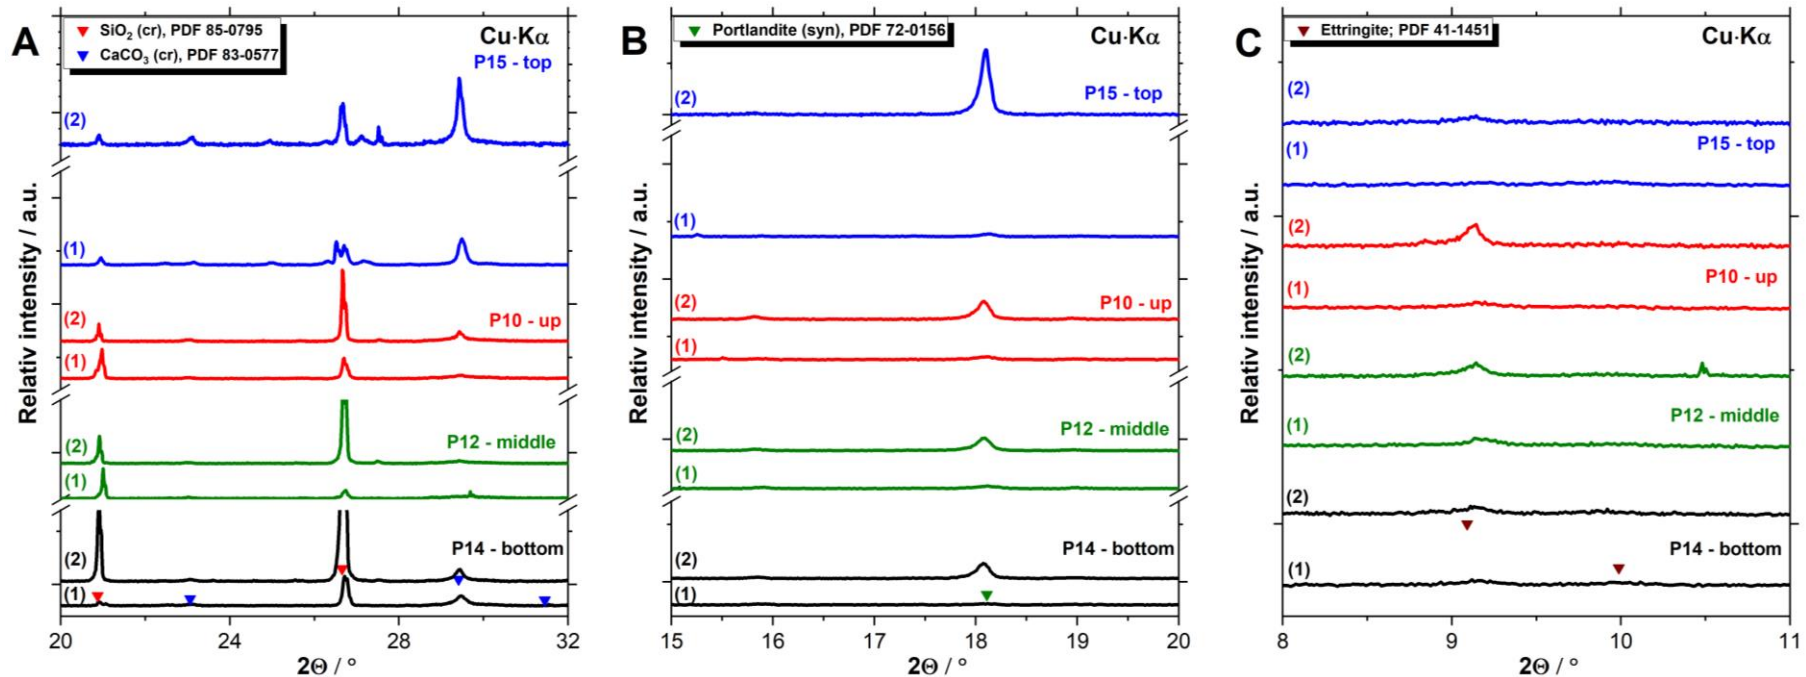 A
SiO2 (cr), PDF 85-0795
CaCO3 (cr), PDF 83-0577
Cu·Kα
P15 - top
(2)
(1)
(2)
P10 - up
(1)
(2)
P12 - middle
(1)
(2)
P14 - bottom
(1)
20 24 28 32
2Θ / °
Relativ intensity / a.u.
B
Portlandite (syn), PDF 72-0156
Cu·Kα
(2)
P15 - top
(1)
(2)
P10 - up
(1)
(2)
P12 - middle
(1)
(2)
P14 - bottom
(1)
15 16 17 18 19 20
2Θ / °
Relativ intensity / a.u.
C
Ettringite; PDF 41-1451
Cu·Kα
(2)
(1)
P15 - top
(2)
P10 - up
(1)
(2)
P12 - middle
(1)
(2)
P14 - bottom
(1)
8 9 10 11
2Θ / °
Relativ intensity / a.u.